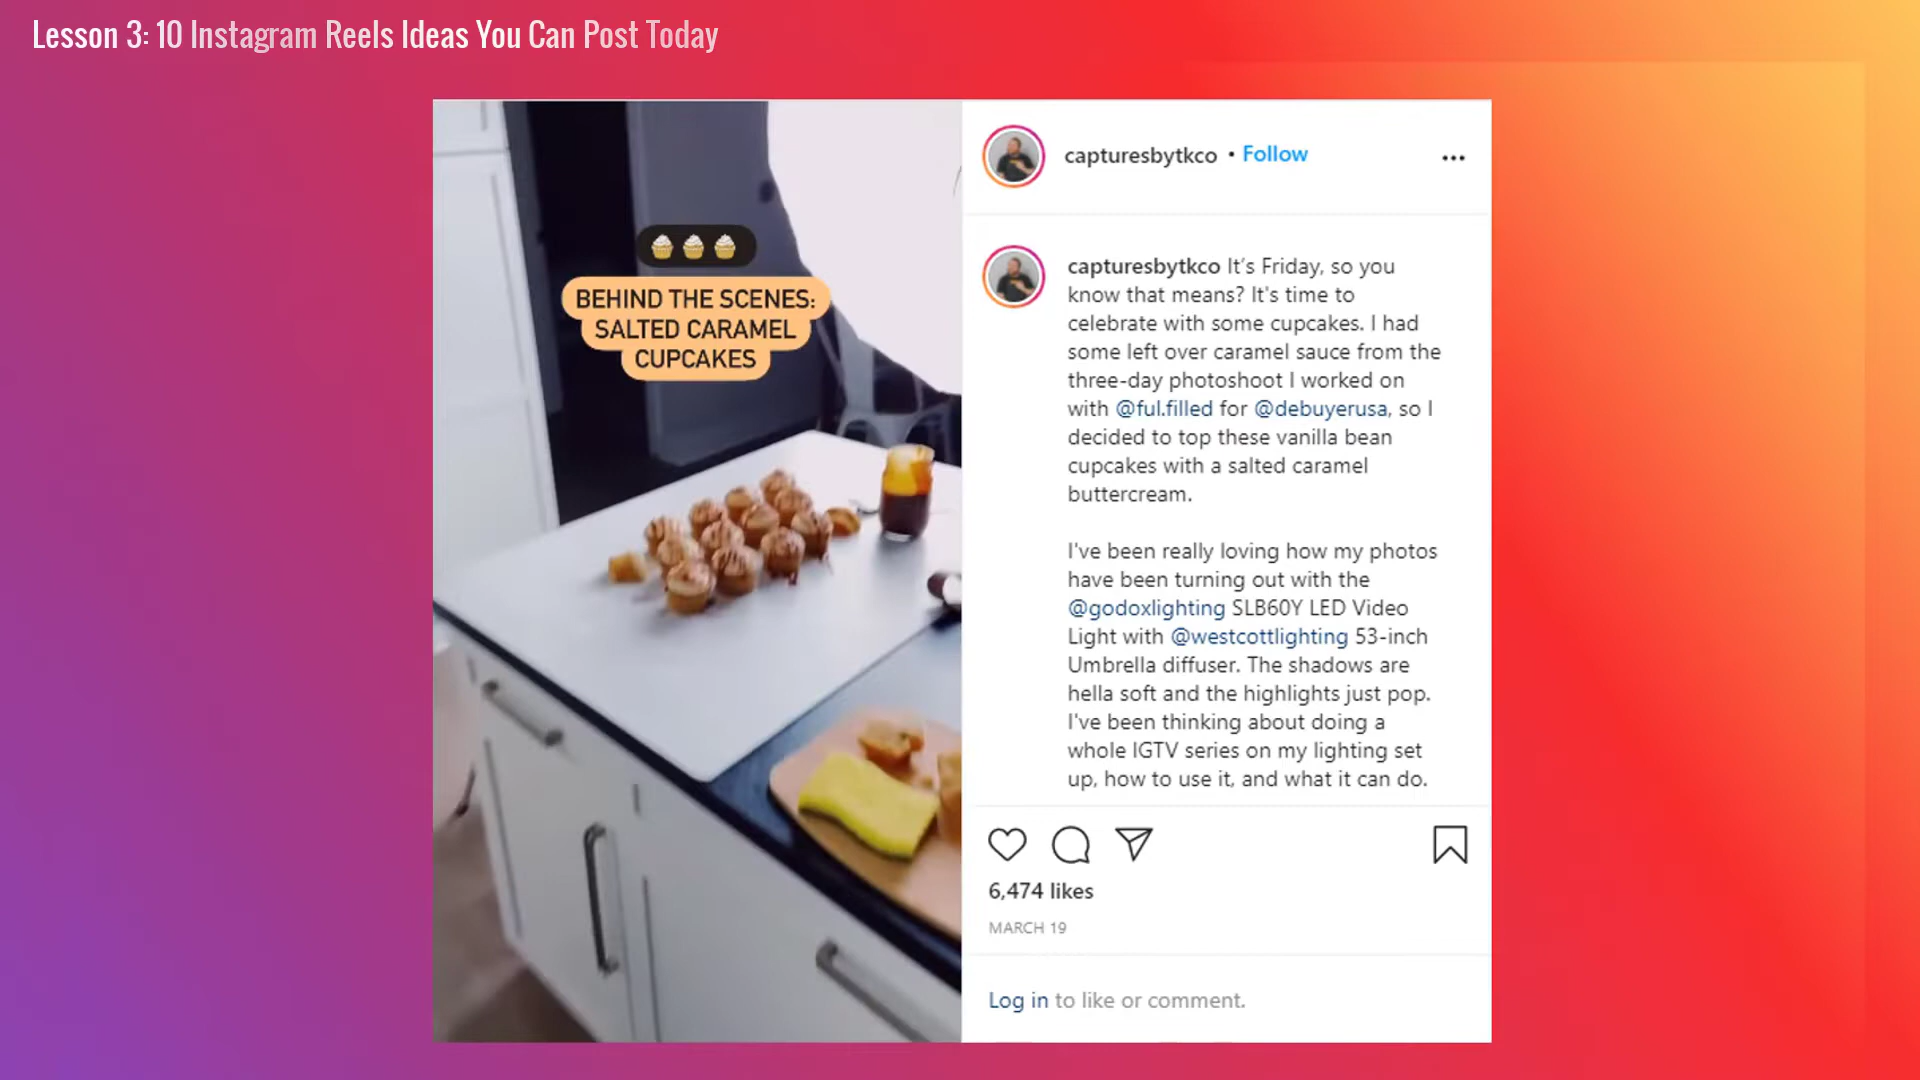 Lesson 3: 10 Instagram Reels Ideas You Can Post Today
BEHIND THE SCENES:
SALTED CARAMEL
CUPCAKES
capturesbytkco • Follow
capturesbytkco It's Friday, so you
know that means? It's time to
celebrate with some cupcakes. I had
some left over caramel sauce from the
three-day photoshoot I worked on
with @ful.filled for @debuyerusa, so I
decided to top these vanilla bean
cupcakes with a salted caramel
buttercream.
I've been really loving how my photos
have been turning out with the
@godoxlighting SLB60Y LED Video
Light with @westcottlighting 53-inch
Umbrella diffuser. The shadows are
hella soft and the highlights just pop.
I've been thinking about doing a
whole IGTV series on my lighting set
up, how to use it, and what it can do.
6,474 likes
MARCH 19
Log in to like or comment.